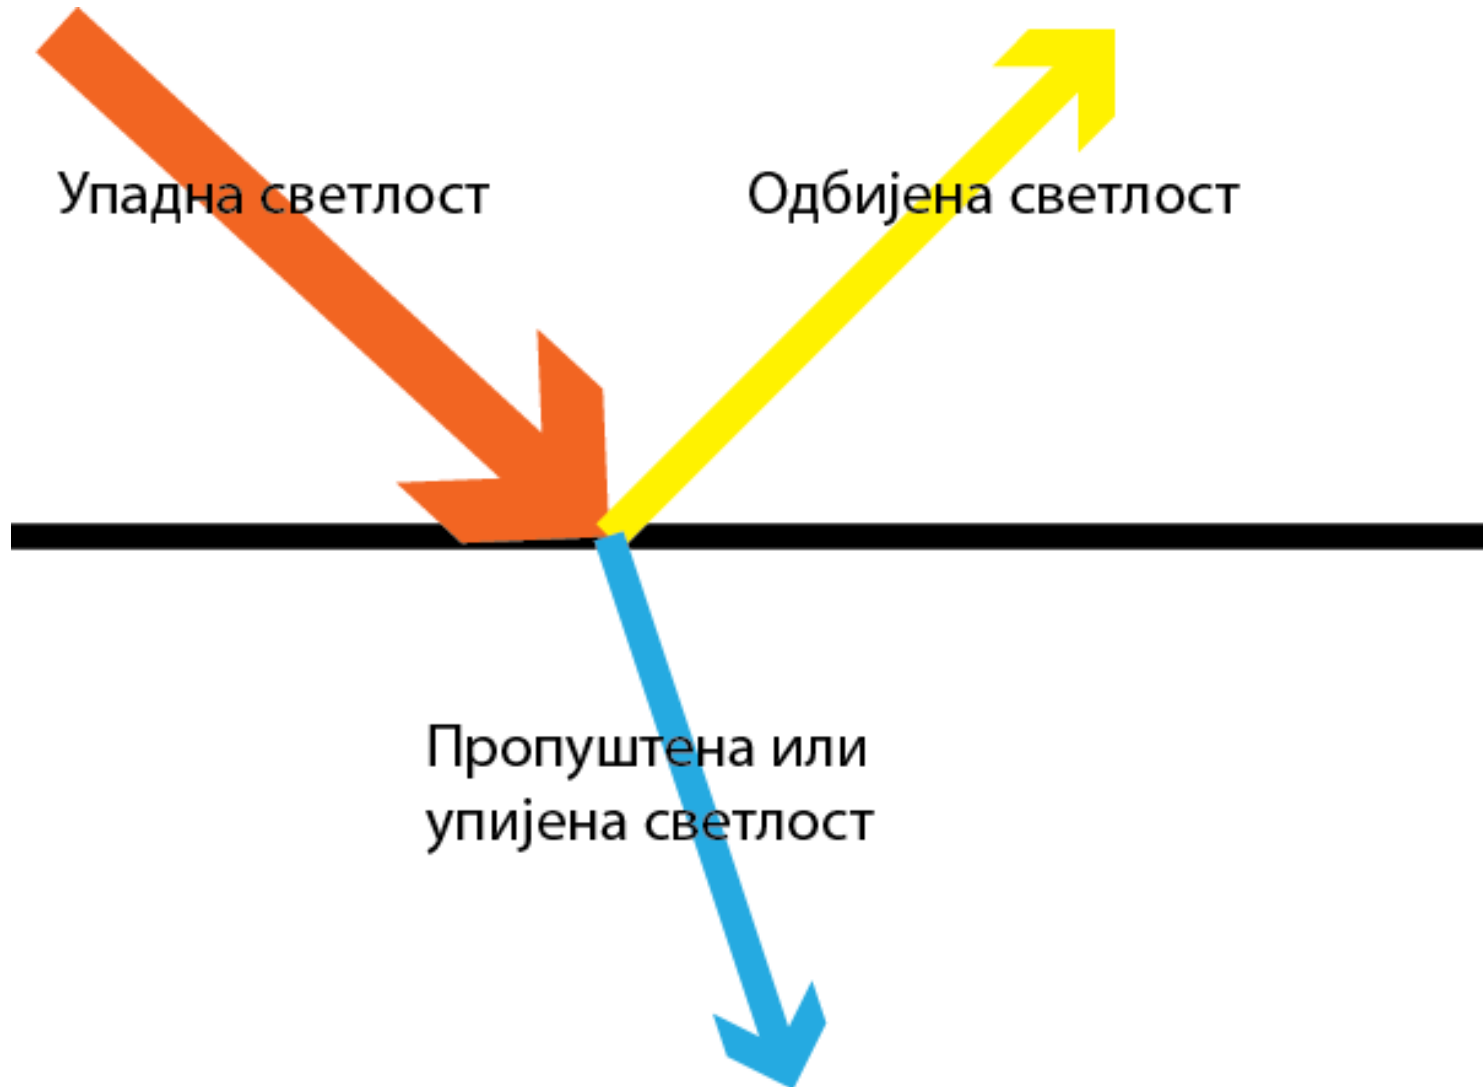 Упадна светлост
Одбијена светлост
Пропуштена или
упијена светлост